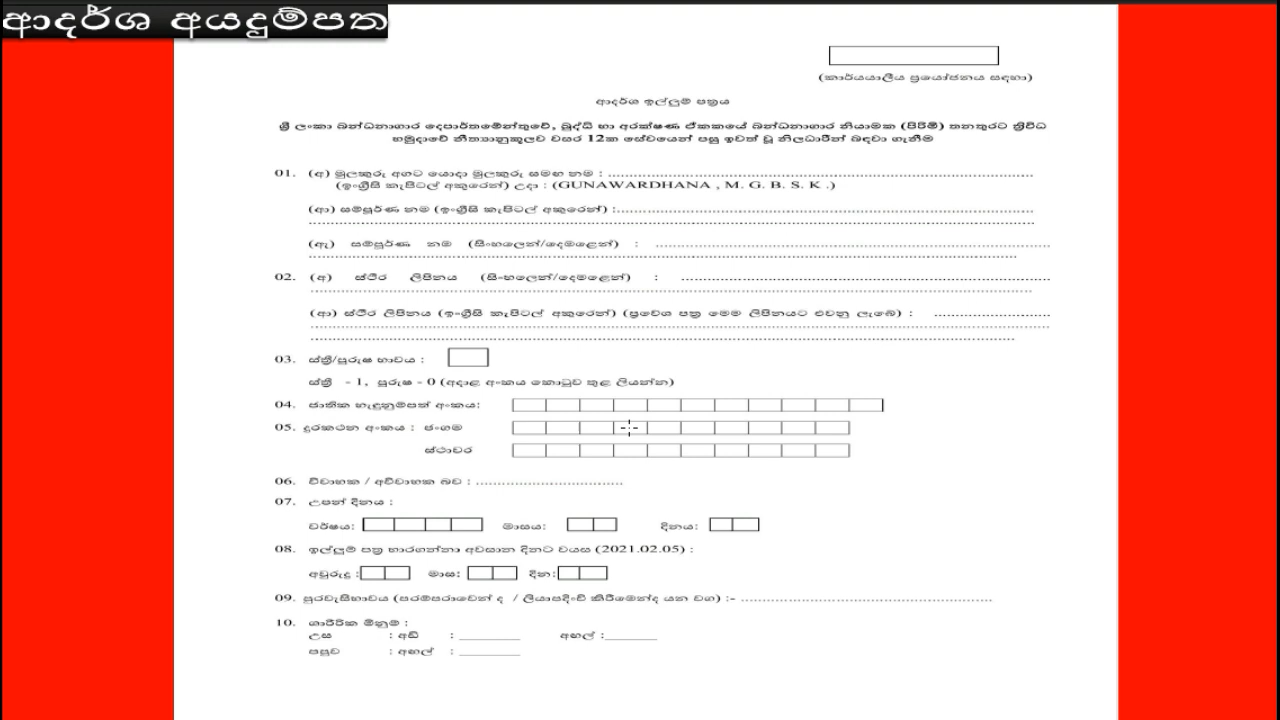 ආදර්ශ අයදුම්පත
(කාර්යයාලීය ප්‍රයෝජනය සඳහා)
ආදර්ශ ඉල්ලුම් පත්‍රය
ශ්‍රී ලංකා බන්ධනාගාර දෙපාර්තමේන්තුවේ, බුද්ධි හා ආරක්ෂණ ඒකකයේ බන්ධනාගාර නියාමක (පිරිමි) තනතුරට ත්‍රිවිධ
හමුදාවේ නීත්‍යානුකූලව වසර 12ක සේවයෙන් පසු ඉවත් වූ නිලධාරීන් බඳවා ගැනීම
01. (අ) මුලකුරු අගට යොදා මුලකුරු සමඟ නම : ........................................
(ඉංග්‍රීසි කැපිටල් අකුරෙන්) උදා : (GUNAWARDHANA , M. G. B. S. K .)
(ආ) සම්පූර්ණ නම (ඉංග්‍රීසි කැපිටල් අකුරෙන්) :........................................
(ඇ) සම්පූර්ණ නම (සිංහලෙන්/දෙමළෙන්) : ........................................
02. (අ) ස්ථීර ලිපිනය (සිංහලෙන්/දෙමළෙන්) : ........................................
(ආ) ස්ථීර ලිපිනය (ඉංග්‍රීසි කැපිටල් අකුරෙන්) (ප්‍රවේශ පත්‍ර මෙම ලිපිනයට එවනු ලැබේ) : ....................
03. ස්ත්‍රී/පුරුෂ භාවය :
ස්ත්‍රී - 1, පුරුෂ - 0 (අදාළ අංකය කොටුව තුළ ලියන්න)
04. ජාතික හැඳුනුම්පත් අංකය:
05. දුරකථන අංකය : ජංගම
ස්ථාවර
06. විවාහක / අවිවාහක බව : ..............................
07. උපන් දිනය :
වර්ෂය: මාසය: දිනය:
08. ඉල්ලුම් පත්‍ර භාරගන්නා අවසාන දිනට වයස (2021.02.05) :
අවුරුදු : මාස: දින:
09. පුරවැසිභාවය (පරම්පරාවෙන් ද / ලියාපදිංචි කිරීමෙන්ද යන වග) :- ........................................
10. ශාරීරික මිනුම් :
උස : අඩි : ________ අඟල් :_______
පපුව : අඟල් : ________